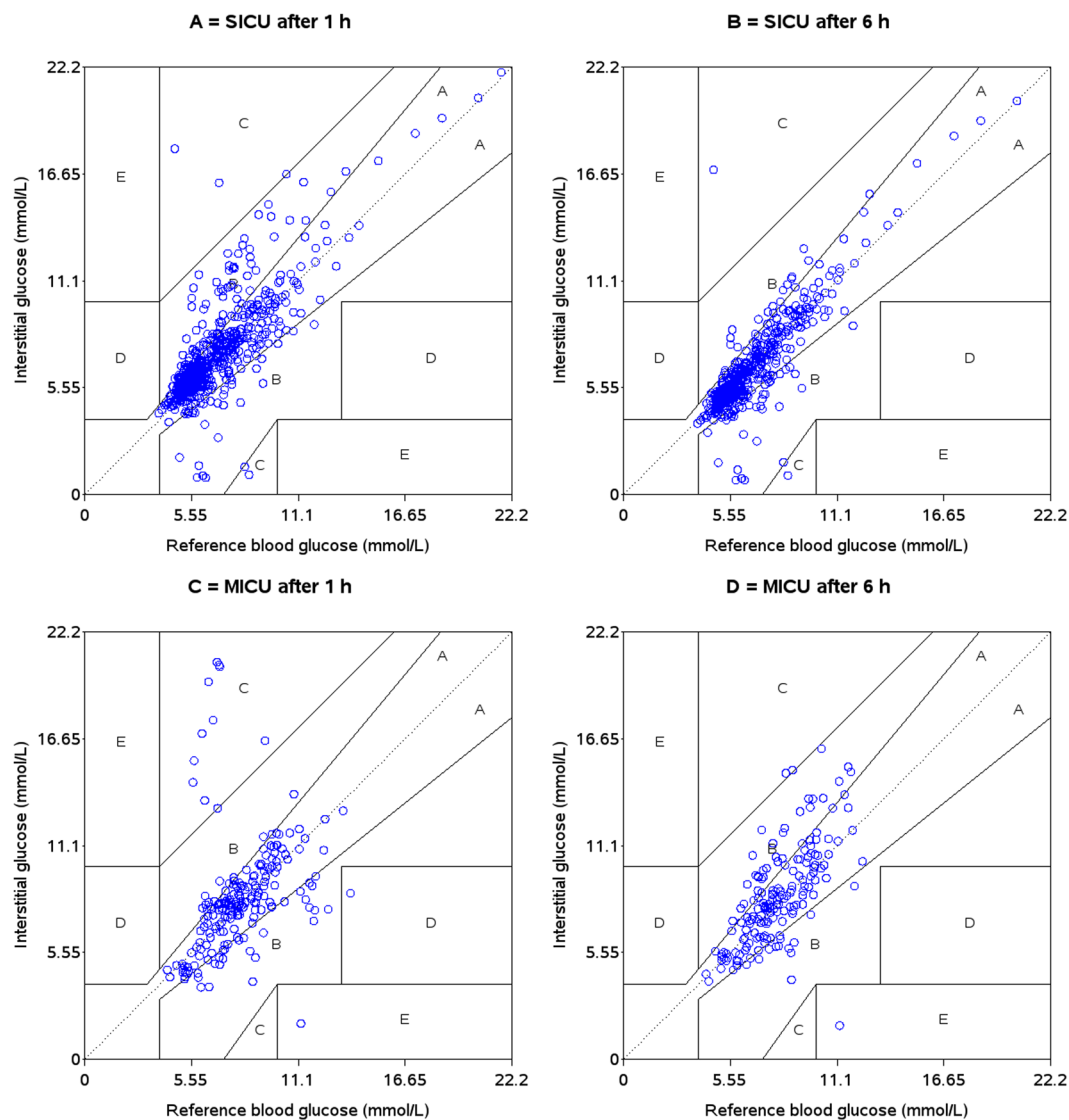 A = SICU after 1 h
B = SICU after 6 h
22.2
16.65
11.1
5.55
0
Interstitial glucose (mmol/L)
E
C
A
A
B
D
D
B
C
E
0
5.55
11.1
16.65
22.2
Reference blood glucose (mmol/L)
22.2
16.65
11.1
5.55
0
Interstitial glucose (mmol/L)
E
C
A
A
B
D
D
B
C
E
0
5.55
11.1
16.65
22.2
Reference blood glucose (mmol/L)
C = MICU after 1 h
D = MICU after 6 h
22.2
16.65
11.1
5.55
0
Interstitial glucose (mmol/L)
E
C
A
A
B
D
D
B
C
E
0
5.55
11.1
16.65
22.2
Reference blood glucose (mmol/L)
22.2
16.65
11.1
5.55
0
Interstitial glucose (mmol/L)
E
C
A
A
B
D
D
B
C
E
0
5.55
11.1
16.65
22.2
Reference blood glucose (mmol/L)